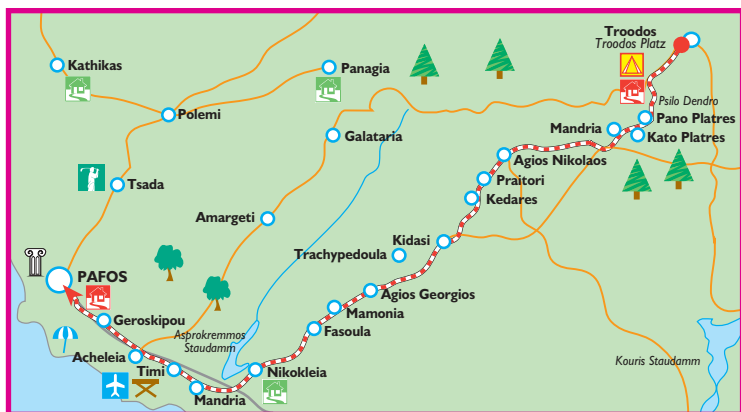 Troodos
Troodos Platz
Kathikas
Panagia
Psilo Dendro
Polemi
Pano Platres
Mandria
Kato Platres
Galataria
Agios Nikolaos
Praitori
Tsada
Kedares
Amargeti
Kidasi
Trachypedoula
PAFOS
Agios Georgios
Mamonia
Geroskipou
Fasoula
Asprokremmos
Staudamm
Acheleia
Timi
Nikokleia
Kouris Staudamm
Mandria